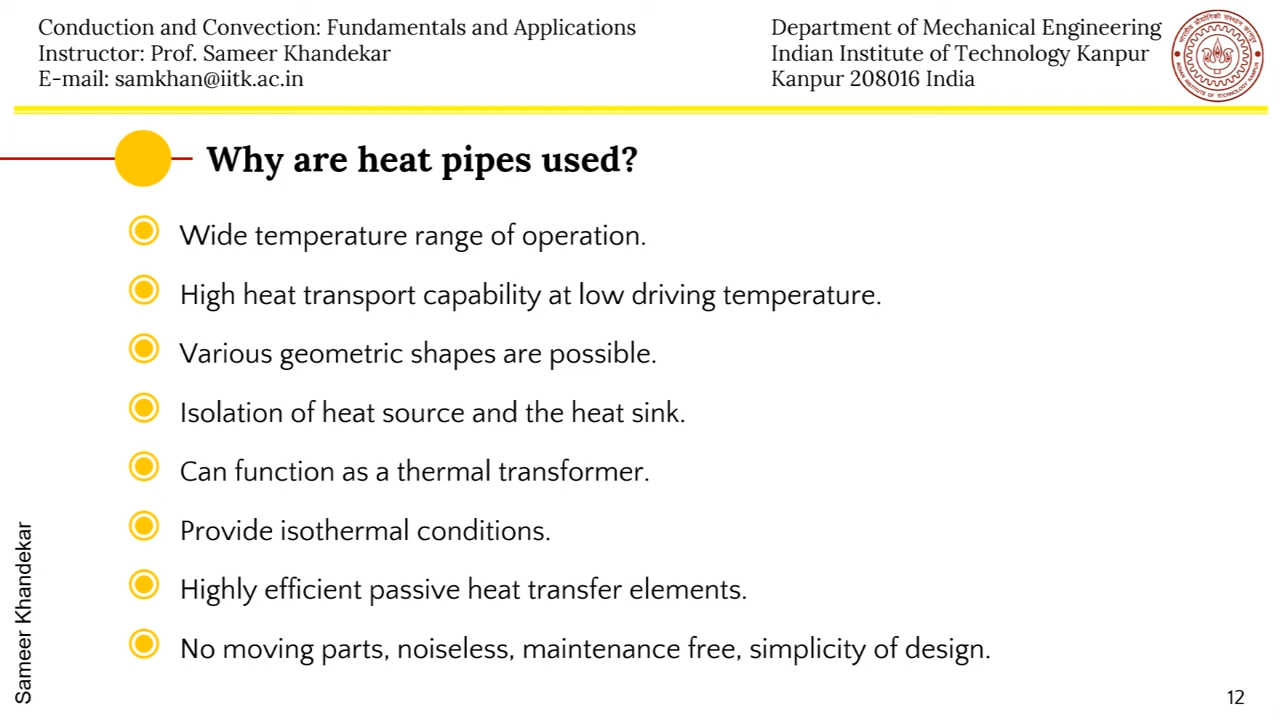 Conduction and Convection: Fundamentals and Applications
Instructor: Prof. Sameer Khandekar
E-mail: samkhan@iitk.ac.in
Department of Mechanical Engineering
Indian Institute of Technology Kanpur
Kanpur 208016 India
Why are heat pipes used?
Wide temperature range of operation.
High heat transport capability at low driving temperature.
Various geometric shapes are possible.
Isolation of heat source and the heat sink.
Can function as a thermal transformer.
Provide isothermal conditions.
Highly efficient passive heat transfer elements.
No moving parts, noiseless, maintenance free, simplicity of design.
Sameer Khandekar
12